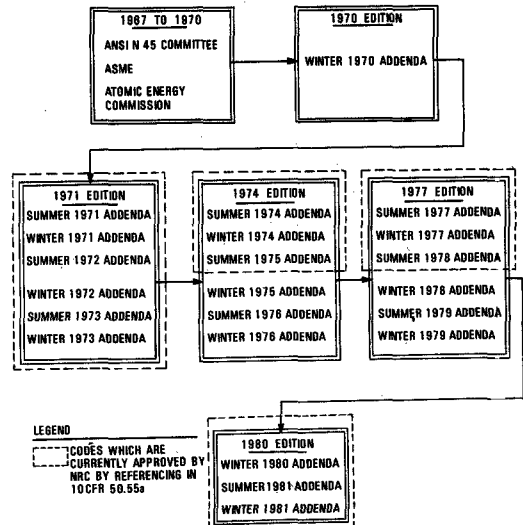 1967 TO 1970
ANSI N 45 COMMITTEE
ASME
ATOMIC ENERGY
COMMISSION
1970 EDITION
WINTER 1970 ADDENDA
1971 EDITION
SUMMER 1971 ADDENDA
WINTER 1971 ADDENDA
SUMMER 1972 ADDENDA
WINTER 1972 ADDENDA
SUMMER 1973 ADDENDA
WINTER 1973 ADDENDA
1974 EDITION
SUMMER 1974 ADDENDA
WINTER 1974 ADDENDA
SUMMER 1975 ADDENDA
WINTER 1975 ADDENDA
SUMMER 1976 ADDENDA
WINTER 1976 ADDENDA
1977 EDITION
SUMMER 1977 ADDENDA
WINTER 1977 ADDENDA
SUMMER 1978 ADDENDA
WINTER 1978 ADDENDA
SUMMER 1979 ADDENDA
WINTER 1979 ADDENDA
LEGEND
CODES WHICH ARE
CURRENTLY APPROVED BY
NRC BY REFERENCING IN
10CFR 50.55a
1980 EDITION
WINTER 1980 ADDENDA
SUMMER 1981 ADDENDA
WINTER 1981 ADDENDA